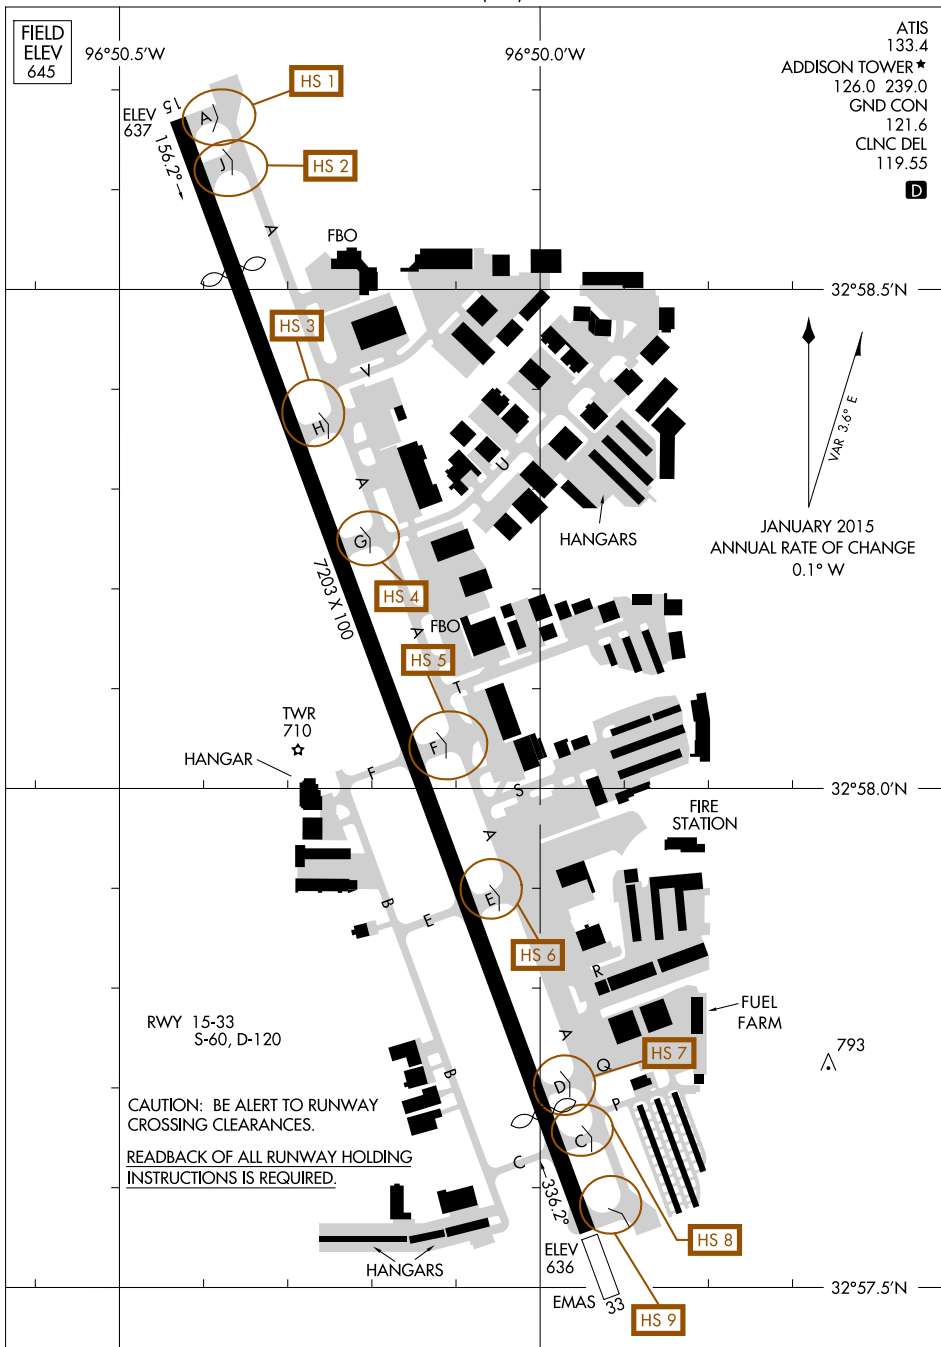 FIELD
ELEV
645
96°50.5'W
96°50.0'W
ATIS
133.4
ADDISON TOWER★
126.0 239.0
GND CON
121.6
CLNC DEL
119.55
D
HS 1
15
ELEV
637
A
156.2°
J
HS 2
A
FBO
32°58.5'N
HS 3
V
VAR 3.6° E
H
U
A
HANGARS
JANUARY 2015
ANNUAL RATE OF CHANGE
0.1° W
G
7203 X 100
HS 4
A
FBO
HS 5
T
TWR
710
F
HANGAR
F
S
32°58.0'N
FIRE
STATION
A
B
E
E
HS 6
R
RWY 15-33
S-60, D-120
FUEL
FARM
A
Q
HS 7
793
B
D
P
CAUTION: BE ALERT TO RUNWAY
CROSSING CLEARANCES.
C
READBACK OF ALL RUNWAY HOLDING
INSTRUCTIONS IS REQUIRED.
C
336.2°
HS 8
ELEV
636
HANGARS
EMAS
33
32°57.5'N
HS 9